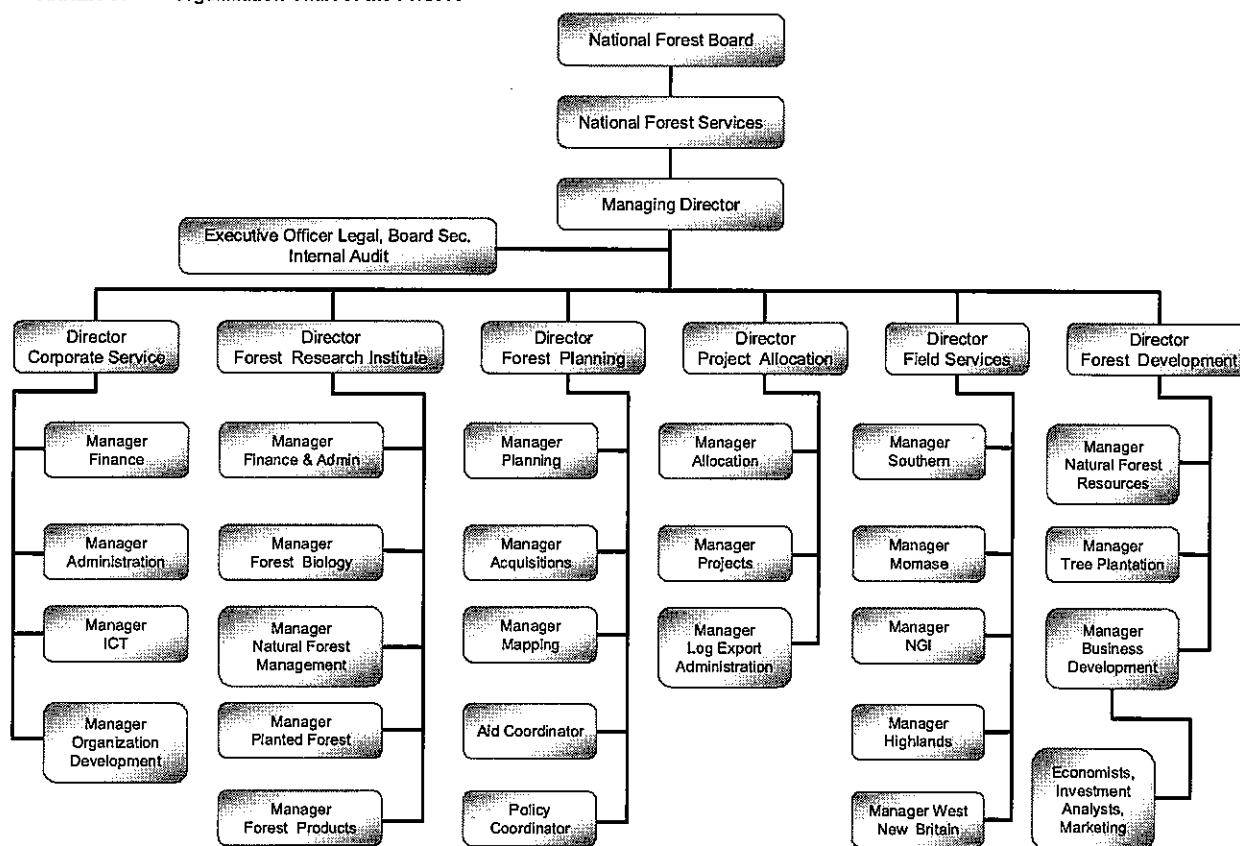 Chart of the
National Forest Board
National Forest Services
Managing Director
Executive Officer Legal, Board Sec.
Internal Audit
Director
Corporate Service
Director
Forest Research Institute
Director
Forest Planning
Director
Project Allocation
Director
Field Services
Director
Forest Development
Manager
Finance
Manager
Administration
Manager
ICT
Manager
Organization
Development
Manager
Finance & Admin
Manager
Forest Biology
Manager
Natural Forest
Management
Manager
Planted Forest
Manager
Forest Products
Manager
Planning
Manager
Acquisitions
Manager
Mapping
Aid Coordinator
Policy
Coordinator
Manager
Allocation
Manager
Projects
Manager
Log Export
Administration
Manager
Southern
Manager
Momase
Manager
NGI
Manager
Highlands
Manager West
New Britain
Manager
Natural Forest
Resources
Manager
Tree Plantation
Manager
Business
Development
Economists,
Investment
Analysts,
Marketing